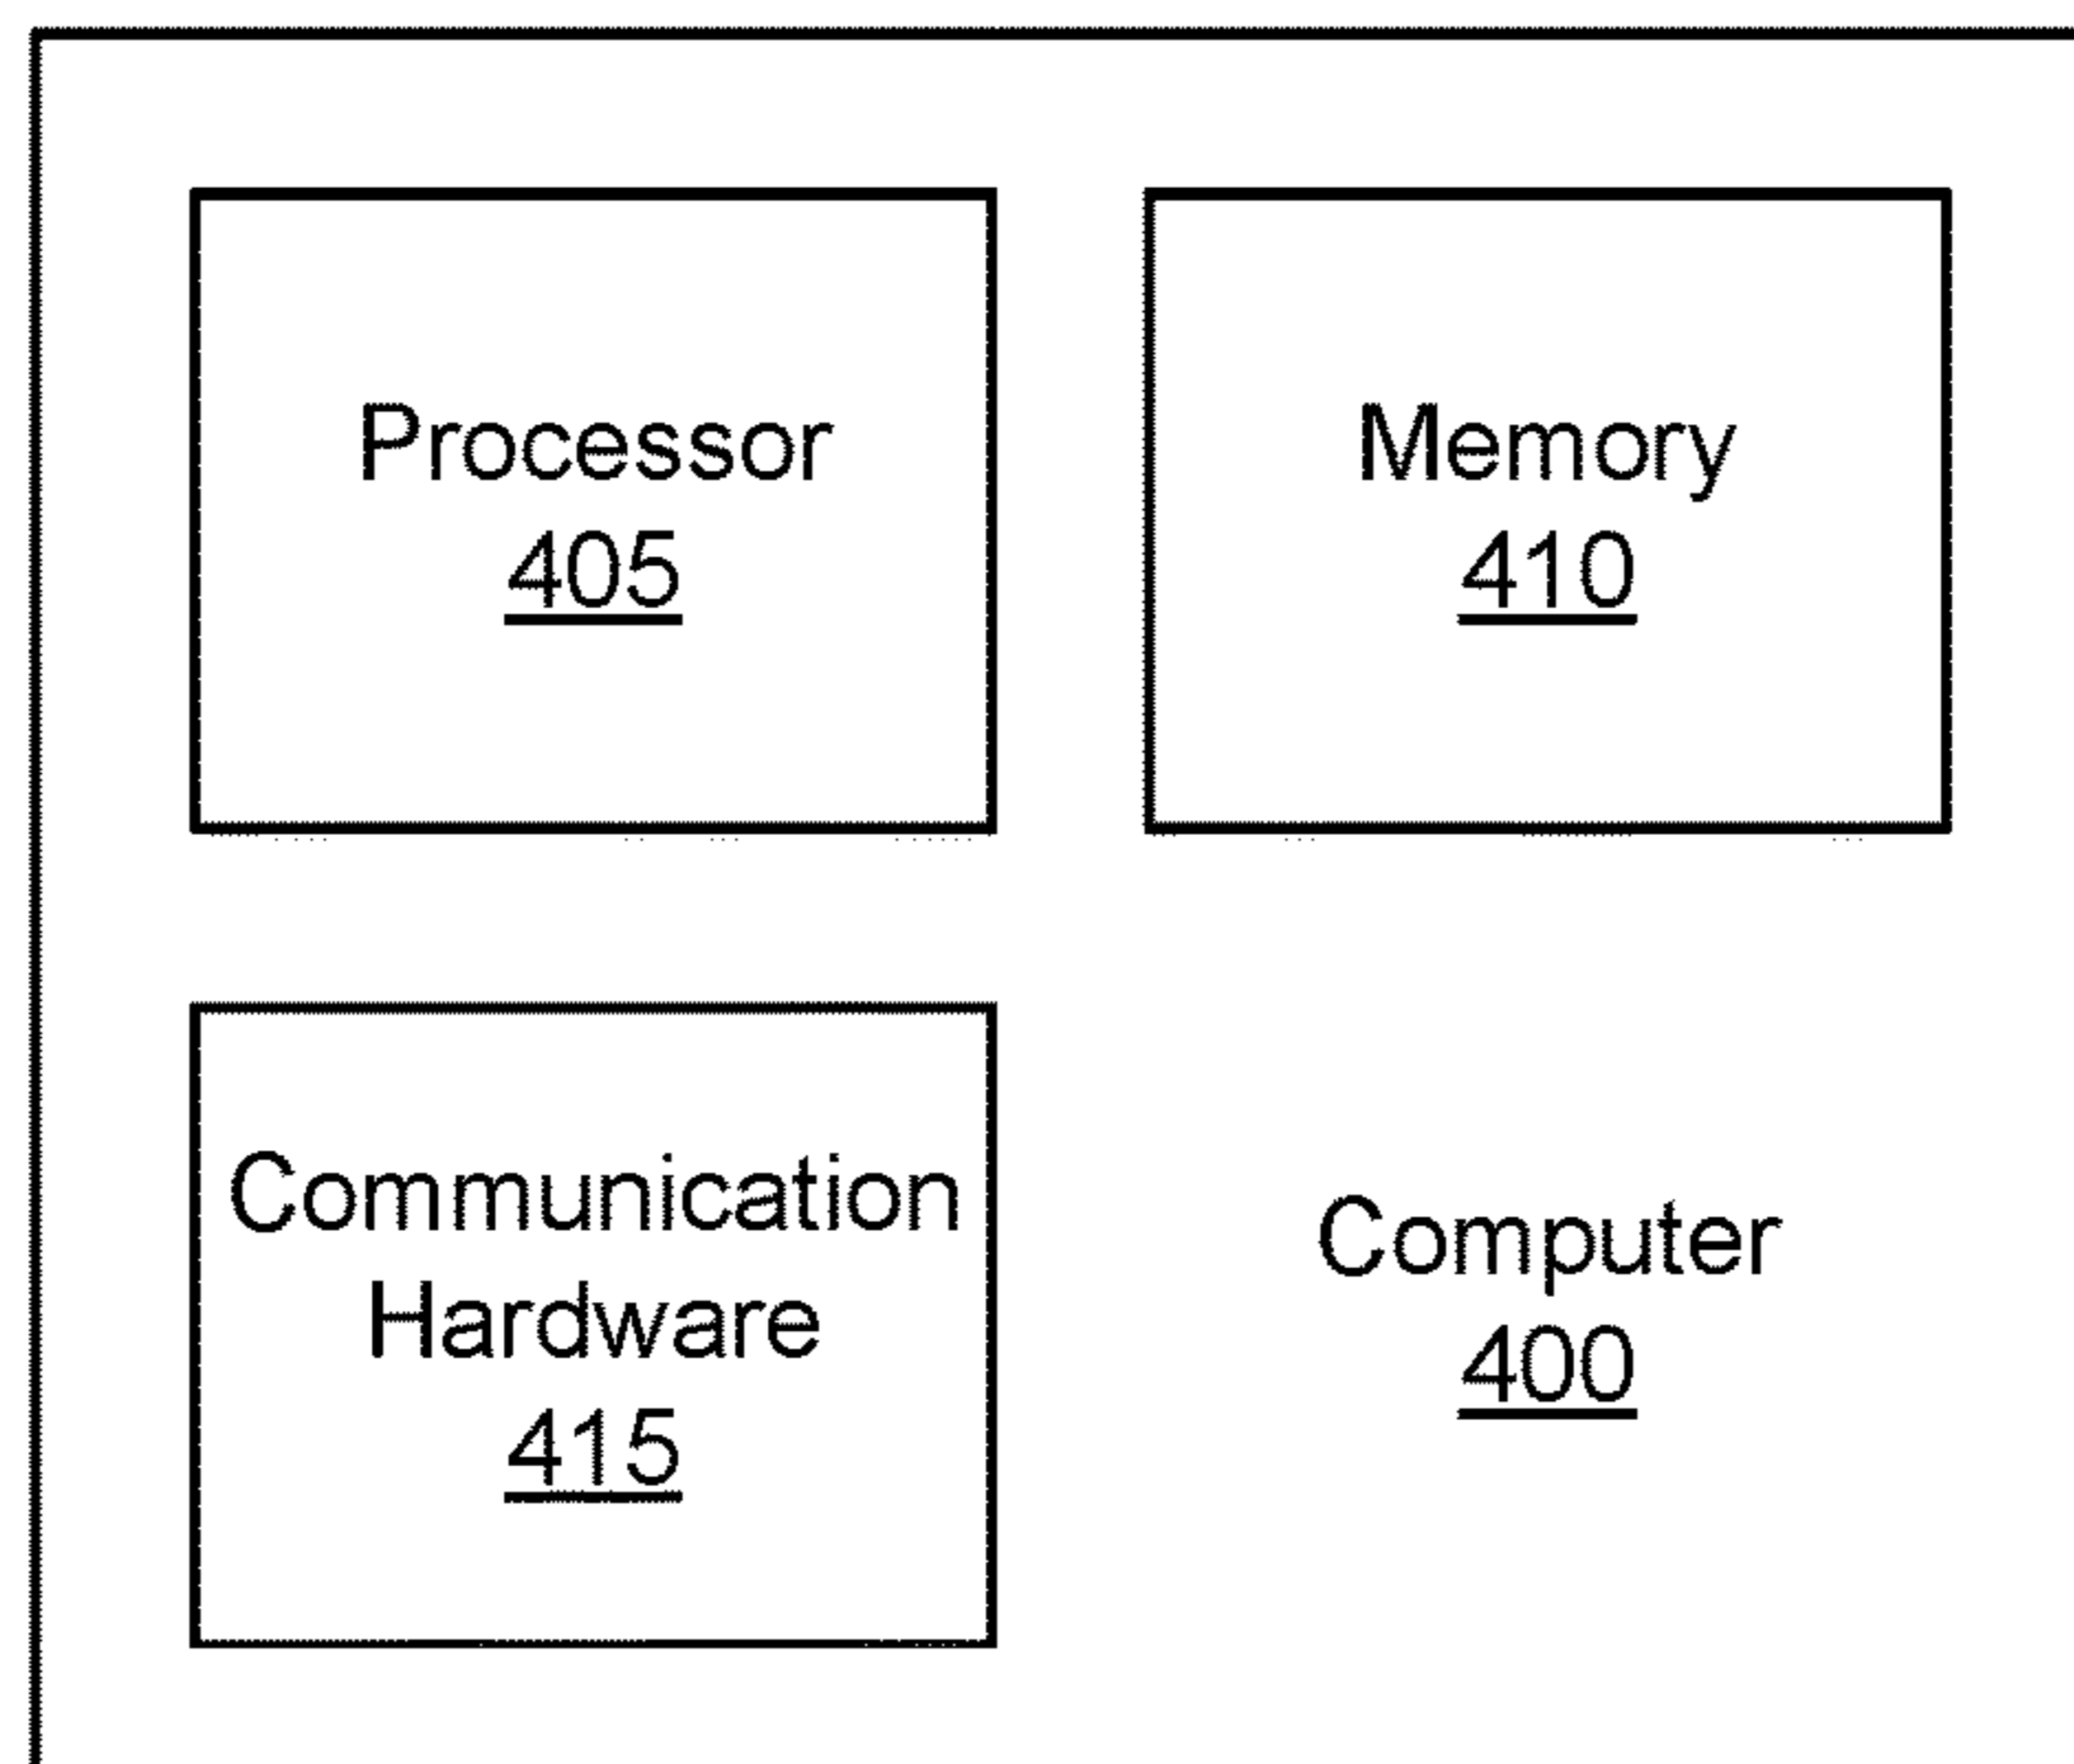 Processor
405
Memory
410
Communication
Hardware
415
Computer
400